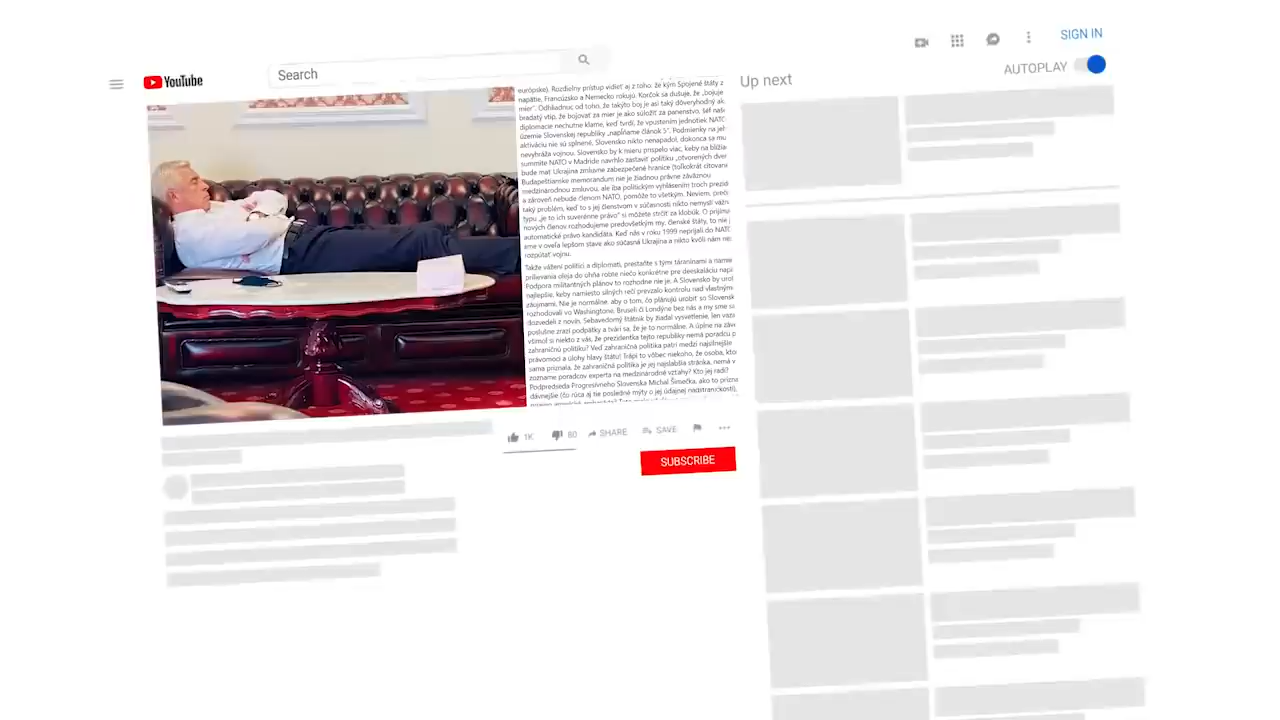 YouTube
Search
SIGN IN
AUTOPLAY
Up next
európske). Rozdielny prístup vidieť aj z toho: že kým Spojené štáty z
napätie, Francúzsko a Nemecko rokujú. Korčok sa dušuje, že „bojuje
mier". Odhliadnuc od toho, že takýto boj je asi taký dôveryhodný ak
bradatý vtip, že bojovať za mier je ako súložiť za panenstvo, šéf naše
diplomacie nechutne klame, keď tvrdí, že vpustením jednotiek NATO
územie Slovenskej republiky „napĺňame článok 5". Podmienky na jeh
aktiváciu nie sú splnené, Slovensko nikto nenapadol, dokonca sa mu
nevyhráža vojnou. Slovensko by k mieru prispelo viac, keby na bližia
summite NATO v Madride navrhlo zastaviť politiku „otvorených dver
bude mať Ukrajina zmluvne zabezpečené hranice (toľkokrát citované
Budapeštianske memorandum nie je žiadnou právne záväznou
medzinárodnou zmluvou, ale iba politickým vyhlásením troch prezid
a zároveň nebude členom NATO, pomôže to všetkým. Neviem, preč
taký problém, keď to s jej členstvom v súčasnosti nikto nemyslí vážn
typu „je to ich suverénne právo" si môžete strčiť za klobúk. O prijíma
nových členov rozhodujeme predovšetkým my, členské štáty, to nie j
automatické právo kandidáta. Keď nás v roku 1999 neprijali do NATO
sme v oveľa lepšom stave ako súčasná Ukrajina a nikto kvôli nám ne
rozpútať vojnu.
Takže vážení politici a diplomati, prestaňte s tými táraninami a namie
prilievania oleja do ohňa robte niečo konkrétne pre deeskaláciu napä
Podpora militantných plánov to rozhodne nie je. A Slovensko by urol
najlepšie, keby namiesto silných rečí prevzalo kontrolu nad vlastným
záujmami. Nie je normálne, aby o tom, čo plánujú urobiť so Slovensk
rozhodovali vo Washingtone, Bruseli či Londýne bez nás a my sme s
dozvedeli z novín. Sebavedomý štátnik by žiadal vysvetlenie, len vaza
poslušne zrazí podpätky a tvári sa, že je to normálne. A úplne na záve
všimol si niekto z vás, že prezidentka tejto republiky nemá poradcu p
zahraničnú politiku? Veď zahraničná politika patrí medzi najsilnejšie
právomoci a úlohy hlavy štátu! Trápi to vôbec niekoho, že osoba, kto
sama priznala, že zahraničná politika je jej najslabšia stránka, nemá v
zozname poradcov experta na medzinárodné vzťahy? Kto jej radí?
Podpredseda Progresívneho Slovenska Michal Šimečka, ako to prizna
dávnejšie (čo rúca aj tie posledné mýty o jej údajnej nadstraníckosti),
1K
80
SHARE
SAVE
SUBSCRIBE